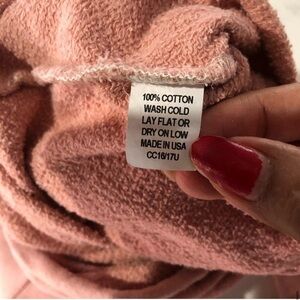 100% COTTON
WASH COLD
LAY FLAT OR
DRY ON LOW
MADE IN USA
CC16/17U